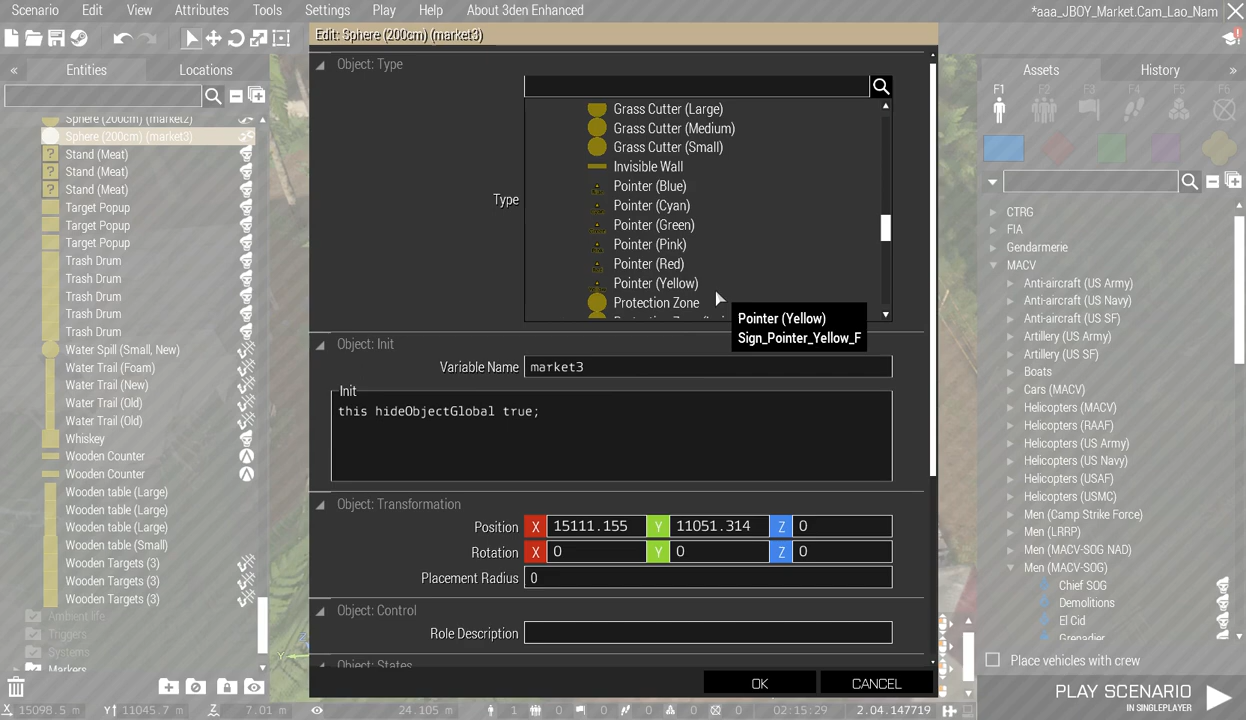 Scenario Edit View Attributes Tools Settings Play Help About 3den Enhanced
*aaa_JBOY_Market.Cam_Lao_Nam
Edit: Sphere (200cm) (market3)
« Entities Locations
Sphere (200cm) (market2)
Sphere (200cm) (market3)
Stand (Meat)
Stand (Meat)
Stand (Meat)
Target Popup
Target Popup
Target Popup
Trash Drum
Trash Drum
Trash Drum
Trash Drum
Trash Drum
Water Spill (Small, New)
Water Trail (Foam)
Water Trail (New)
Water Trail (Old)
Water Trail (Old)
Whiskey
Wooden Counter
Wooden Counter
Wooden table (Large)
Wooden table (Large)
Wooden table (Large)
Wooden table (Small)
Wooden Targets (3)
Wooden Targets (3)
Wooden Targets (3)
Ambient life
Triggers
Systems
Markers
Object: Type
Type
Grass Cutter (Large)
Grass Cutter (Medium)
Grass Cutter (Small)
Invisible Wall
Pointer (Blue)
Pointer (Cyan)
Pointer (Green)
Pointer (Pink)
Pointer (Red)
Pointer (Yellow)
Protection Zone
Pointer (Yellow)
Sign_Pointer_Yellow_F
Object: Init
Variable Name market3
Init
this hideObjectGlobal true;
Object: Transformation
Position X 15111.155 Y 11051.314 Z 0
Rotation X 0 Y 0 Z 0
Placement Radius 0
Object: Control
Role Description
Object: States
OK CANCEL
Assets History »
F1 F2 F3 F4 F5 F6
CTRG
FIA
Gendarmerie
MACV
Anti-aircraft (US Army)
Anti-aircraft (US Navy)
Anti-aircraft (US SF)
Artillery (US Army)
Artillery (US SF)
Boats
Cars (MACV)
Helicopters (MACV)
Helicopters (RAAF)
Helicopters (US Army)
Helicopters (US Navy)
Helicopters (USAF)
Helicopters (USMC)
Men (Camp Strike Force)
Men (LRRP)
Men (MACV-SOG NAD)
Men (MACV-SOG)
Chief SOG
Demolitions
El Cid
Grenadier
Place vehicles with crew
PLAY SCENARIO
IN SINGLEPLAYER
X 15098.5 m Y 11045.7 m Z 7.01 m 24.105 m 1 0 0 0 0 0 0 02:15:29 2.04.147719